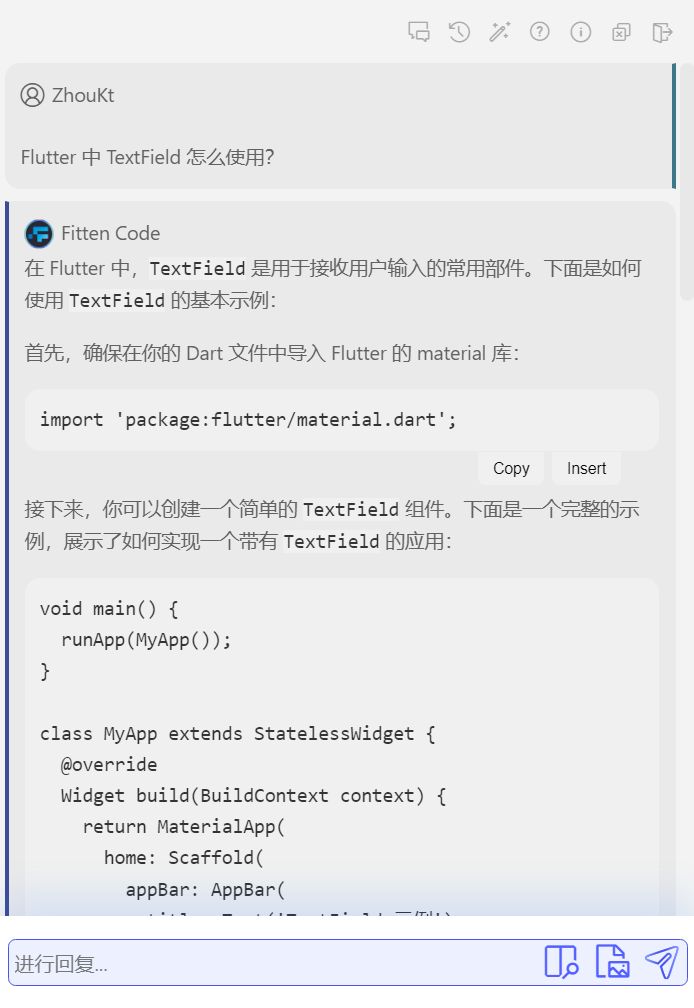 ZhouKt
Flutter 中 TextField 怎么使用？
Fitten Code
在 Flutter 中，TextField 是用于接收用户输入的常用部件。下面是如何
使用 TextField 的基本示例：
首先，确保在你的 Dart 文件中导入 Flutter 的 material 库：
import 'package:flutter/material.dart';
Copy Insert
接下来，你可以创建一个简单的 TextField 组件。下面是一个完整的示
例，展示了如何实现一个带有 TextField 的应用：
void main() {
  runApp(MyApp());
}
class MyApp extends StatelessWidget {
  @override
  Widget build(BuildContext context) {
    return MaterialApp(
      home: Scaffold(
        appBar: AppBar(
          title: Text('TextField 示例'),
进行回复...